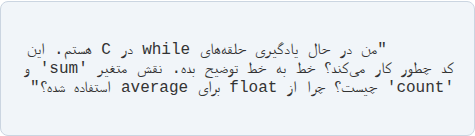 "من در حال یادگیری حلقه‌های while در C هستم. این
کد چطور کار می‌کند؟ خط به خط توضیح بده. نقش متغیر 'sum' و
'count' چیست؟ چرا از float برای average استفاده شده؟"